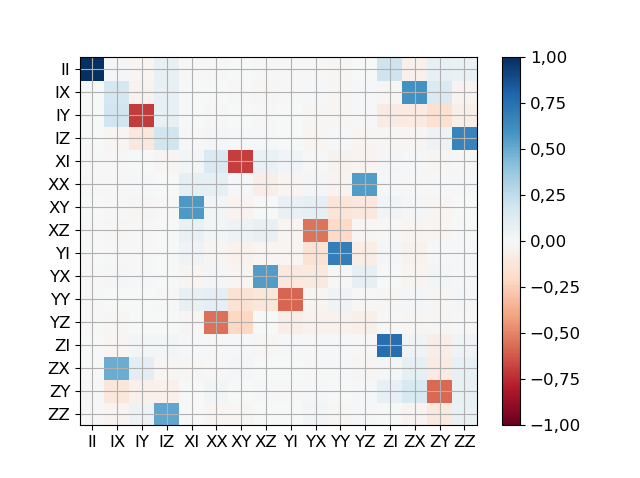 II
IX
IY
IZ
XI
XX
XY
XZ
YI
YX
YY
YZ
ZI
ZX
ZY
ZZ
II IX IY IZ XI XX XY XZ YI YX YY YZ ZI ZX ZY ZZ
1,00
0,75
0,50
0,25
0,00
−0,25
−0,50
−0,75
−1,00